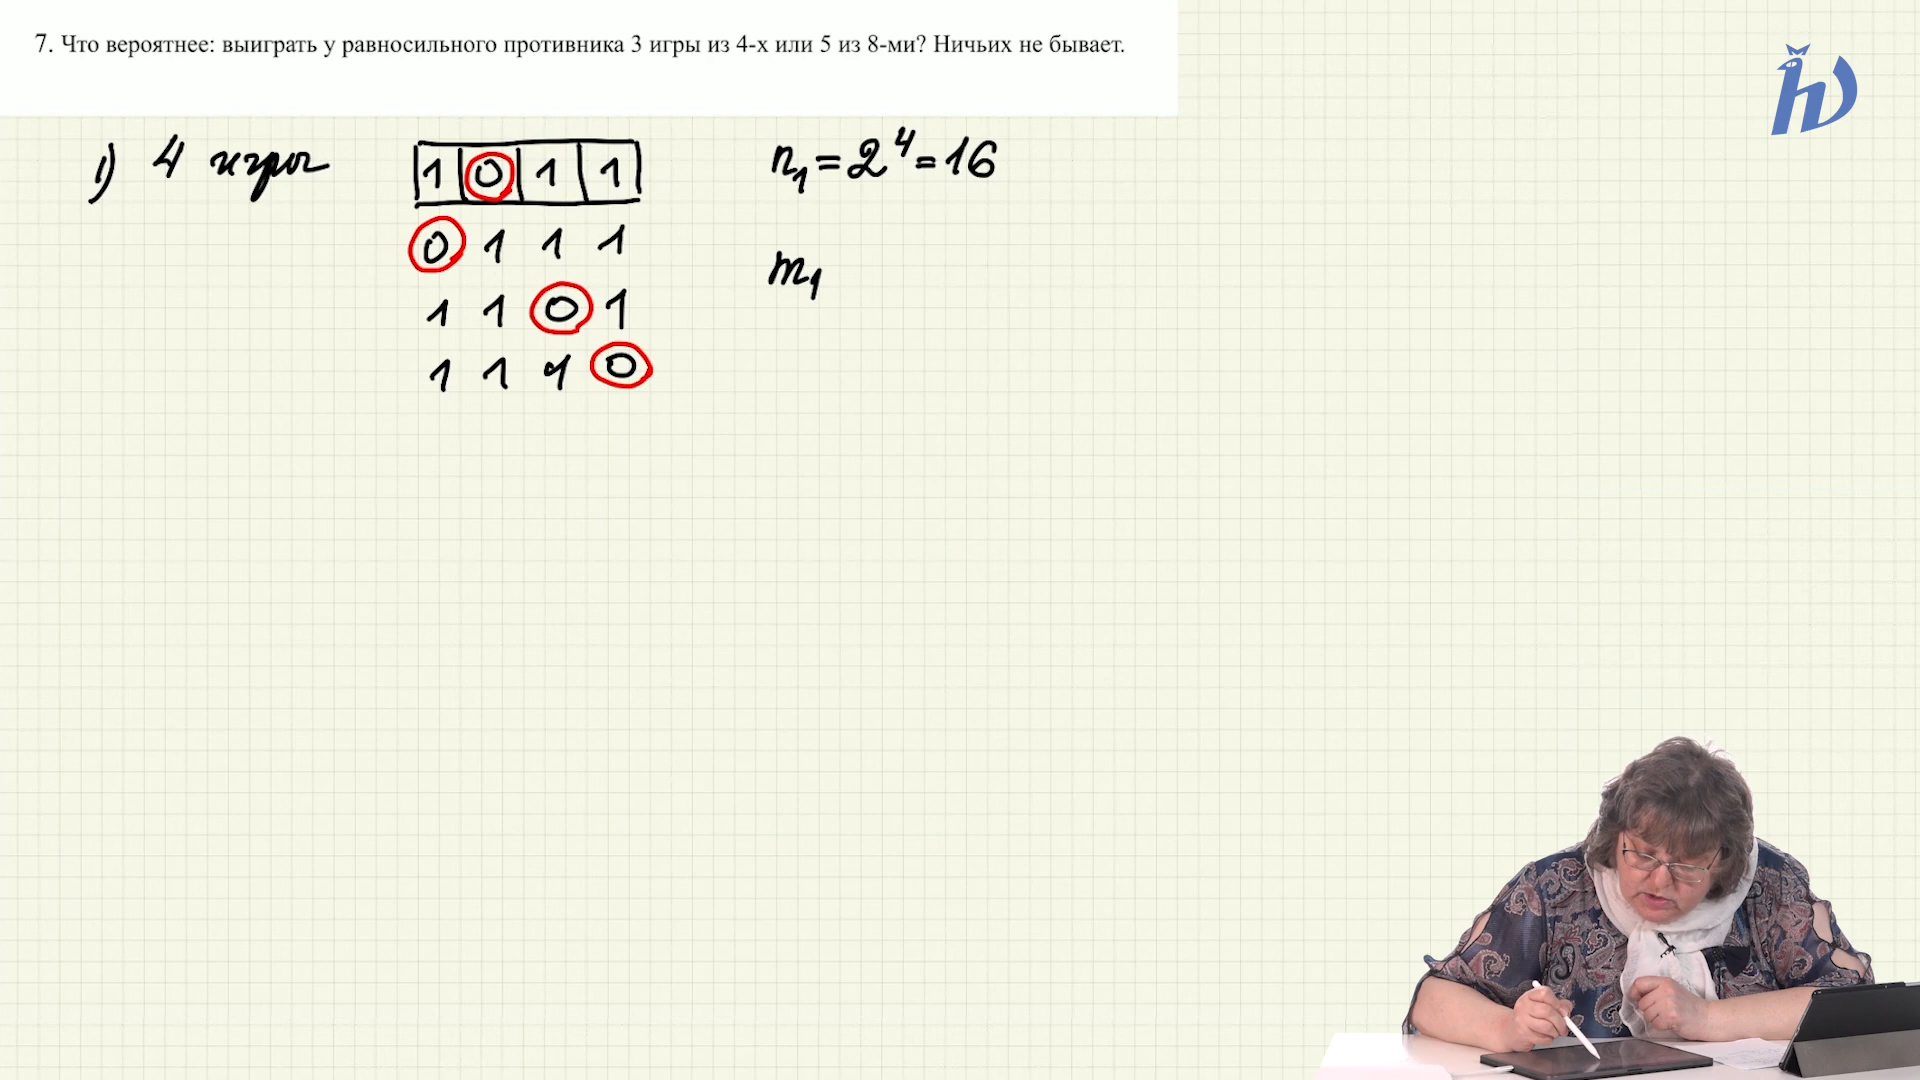 7. Что вероятнее: выиграть у равносильного противника 3 игры из 4-х или 5 из 8-ми? Ничьих не бывает.
1) 4 игры
1 0 1 1
n₁ = 2⁴ = 16
0 1 1 1
m₁
1 1 0 1
1 1 1 0